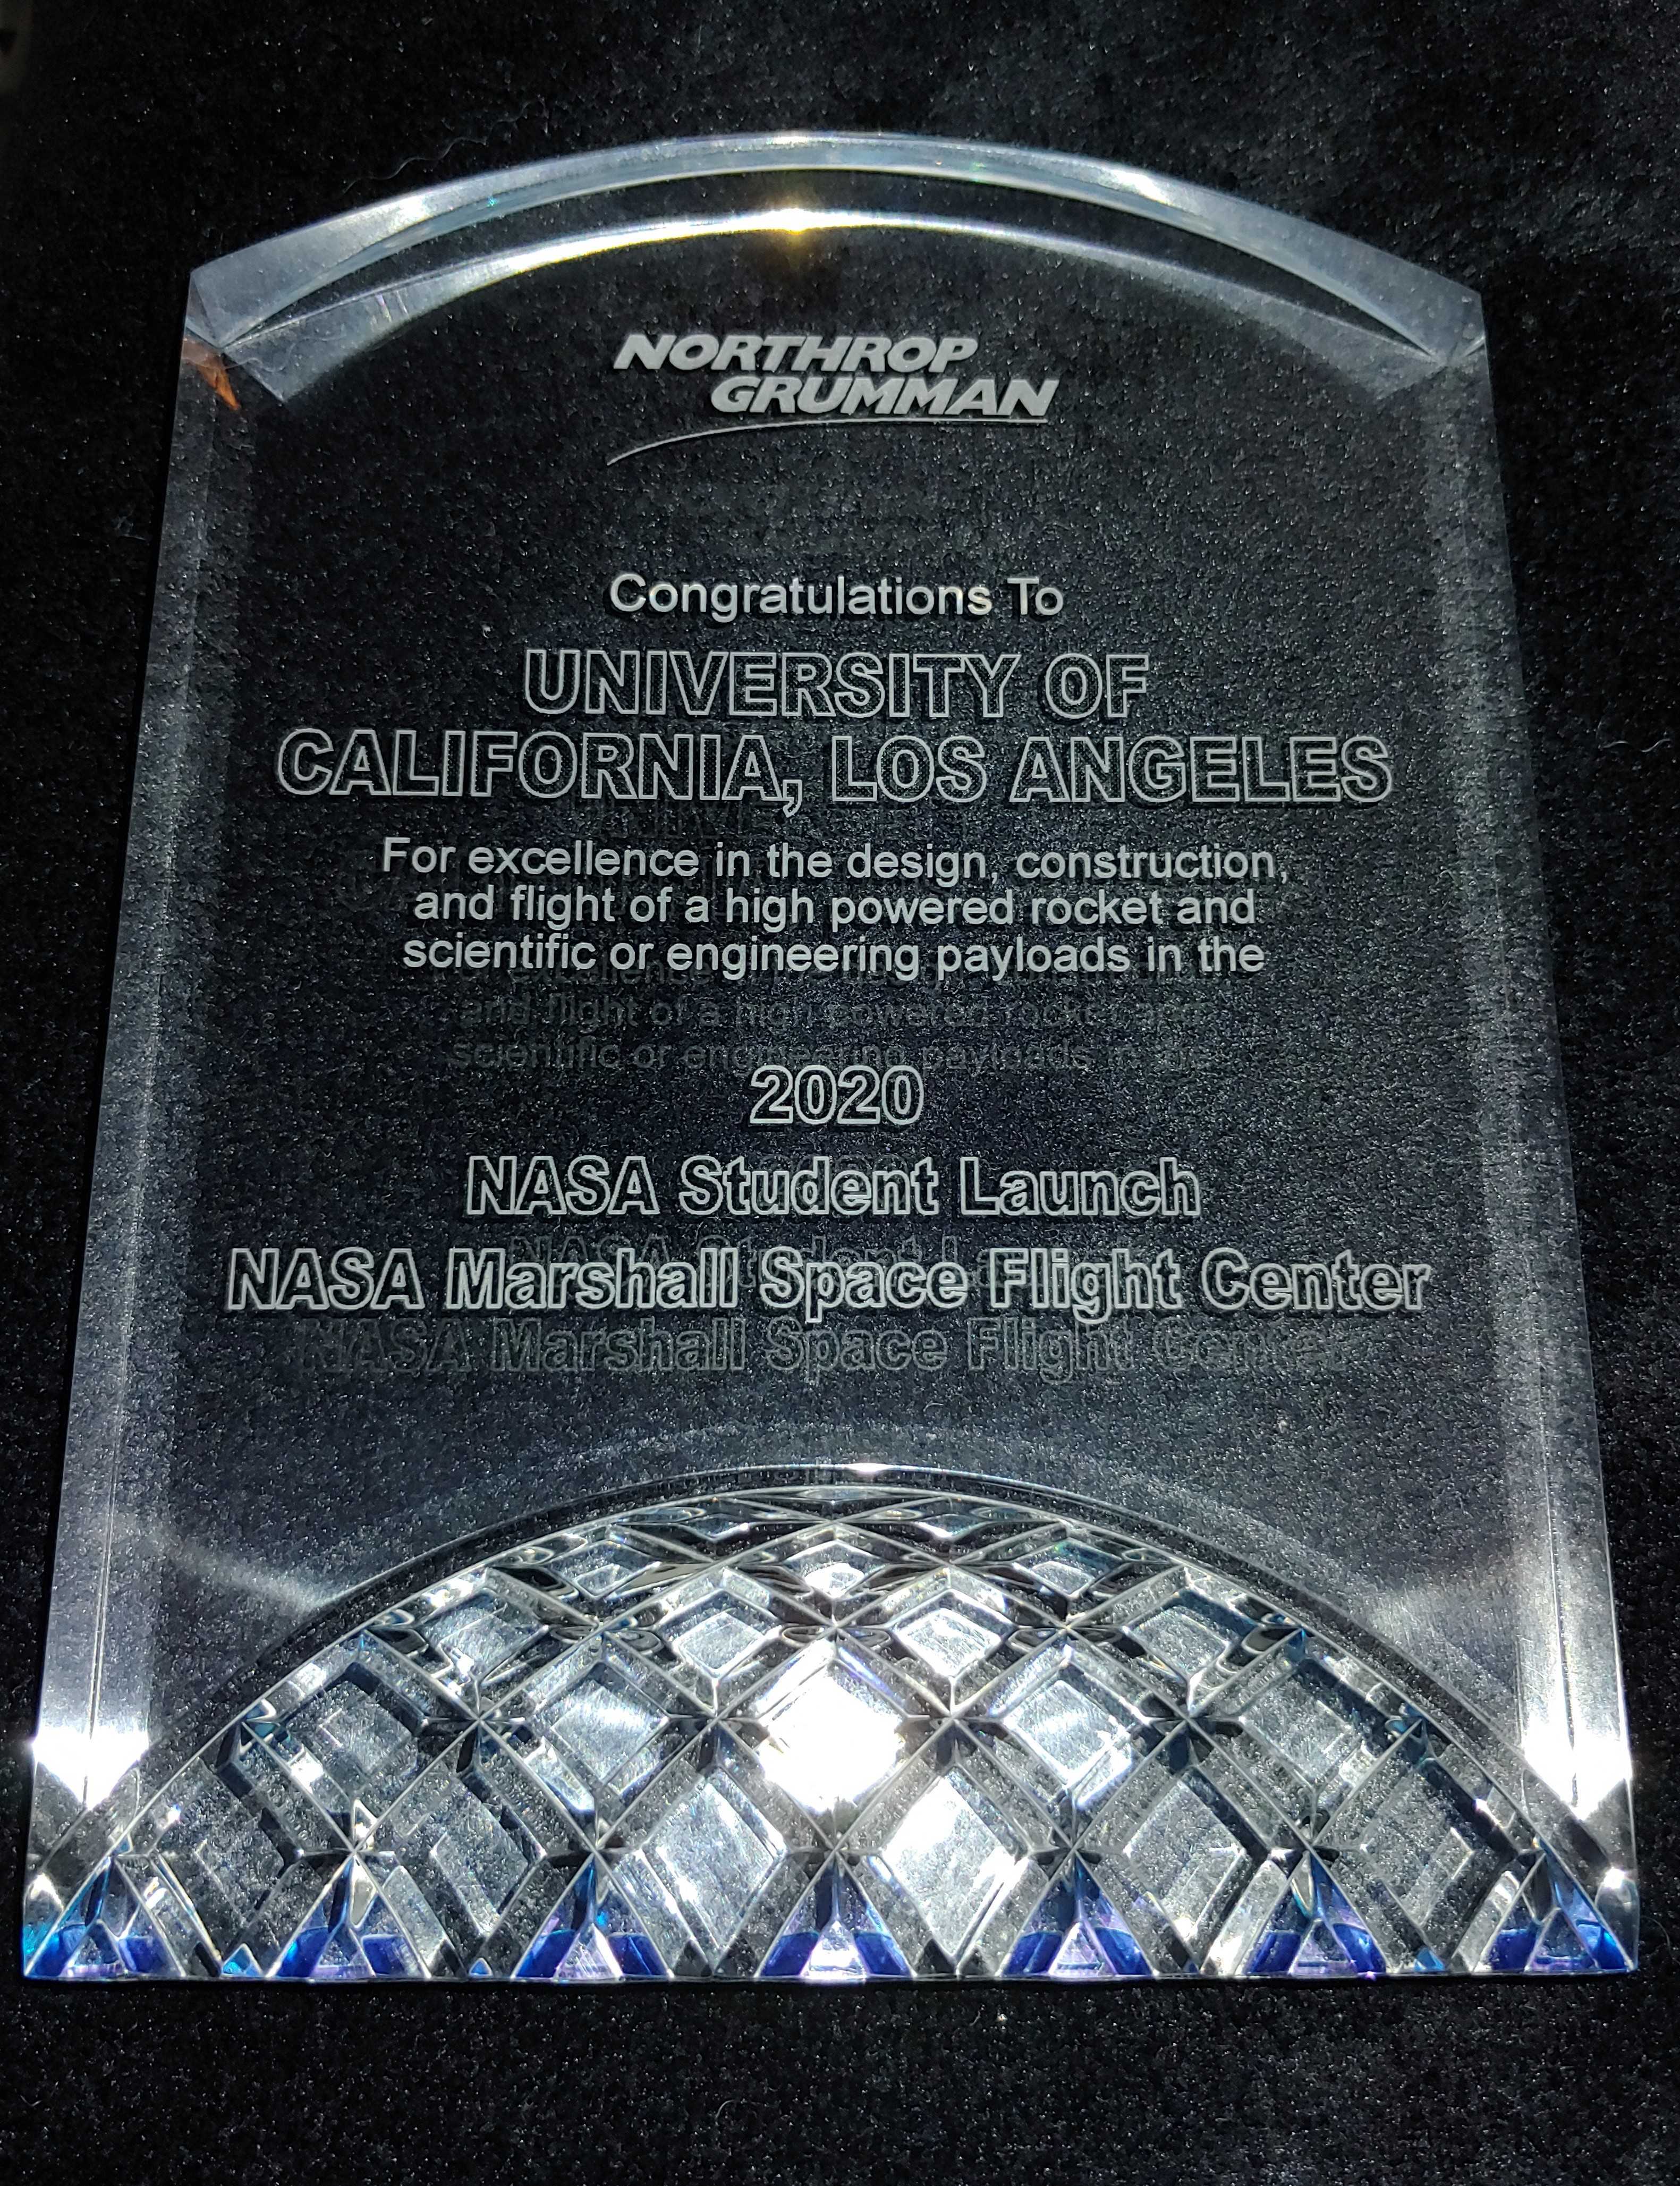 NORTHROP
GRUMMAN
Congratulations To
UNIVERSITY OF
CALIFORNIA, LOS ANGELES
For excellence in the design, construction,
and flight of a high powered rocket and
scientific or engineering payloads in the
2020
NASA Student Launch
NASA Marshall Space Flight Center